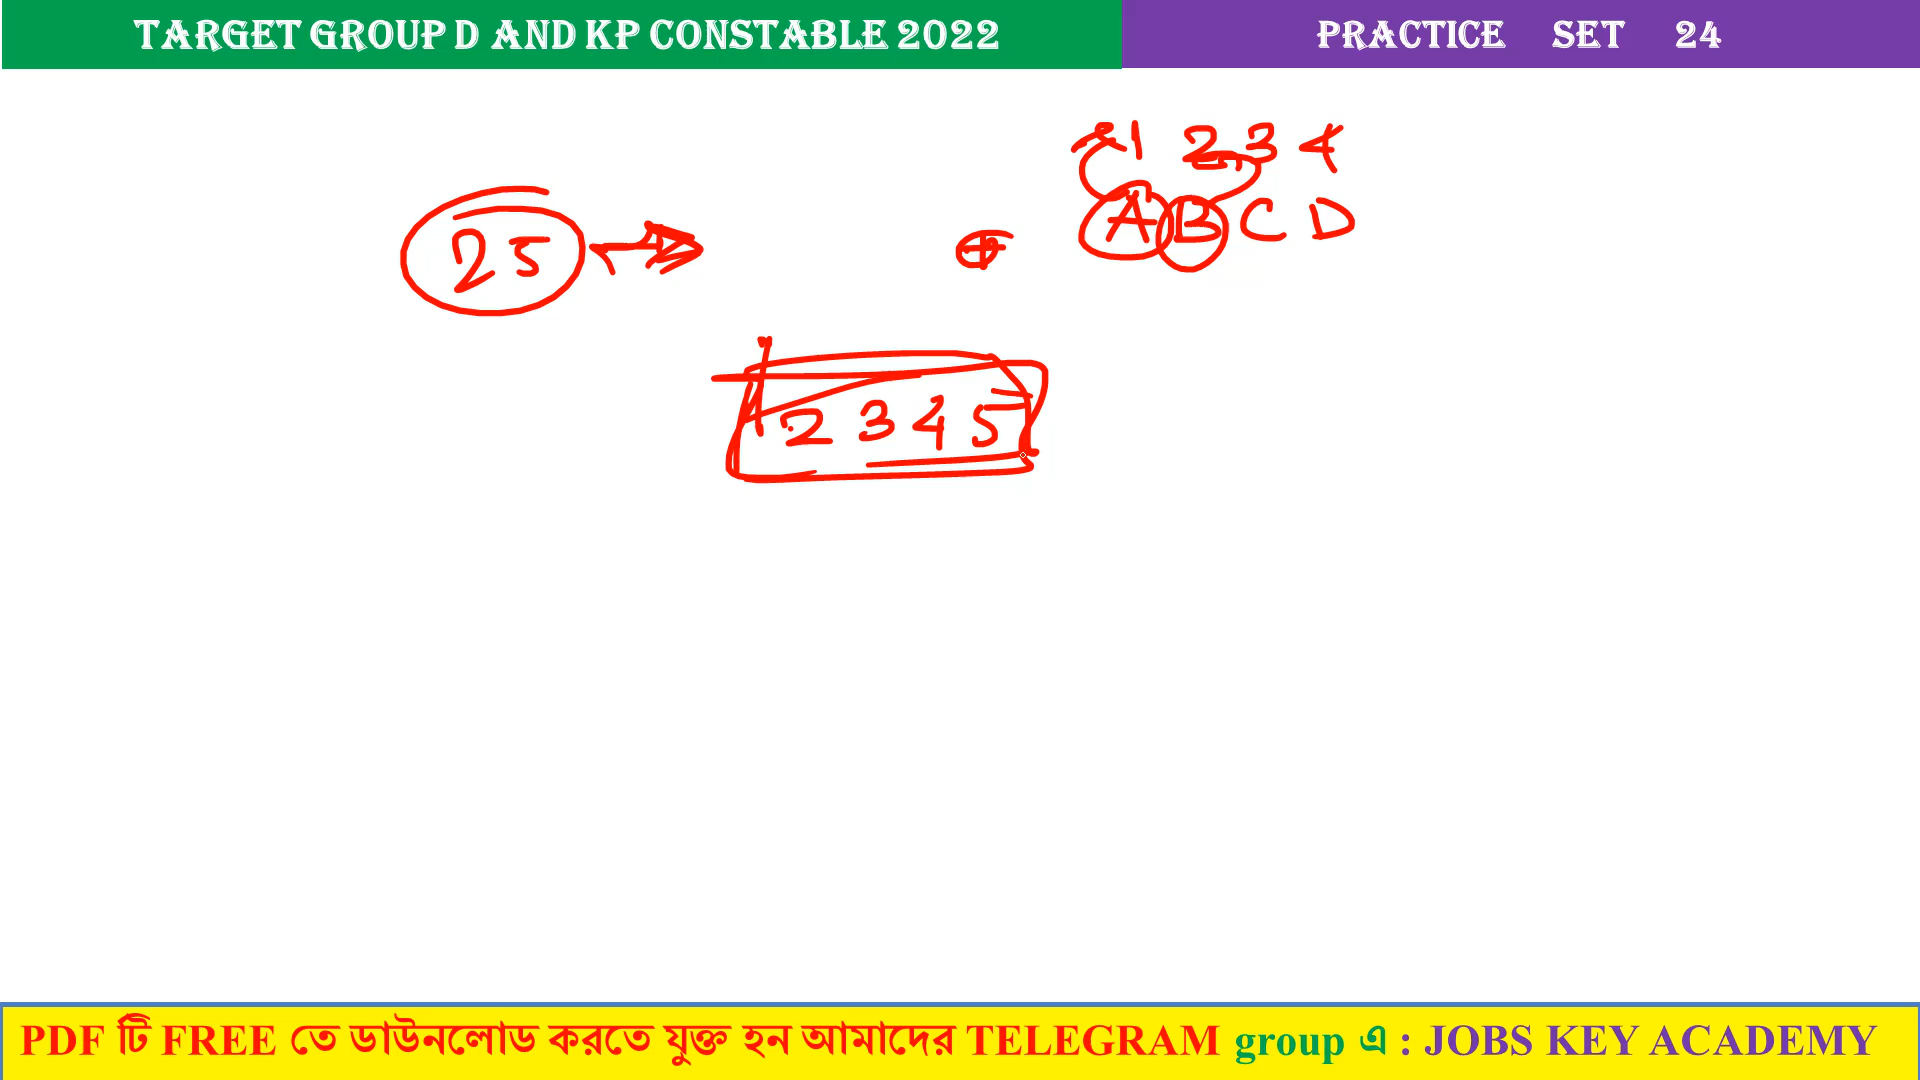 TARGET GROUP D AND KP CONSTABLE 2022 PRACTICE SET 24
1 2 3 4
25 A B C D
1 2 3 4 5
PDF টি FREE তে ডাউনলোড করতে যুক্ত হন আমাদের TELEGRAM group এ : JOBS KEY ACADEMY